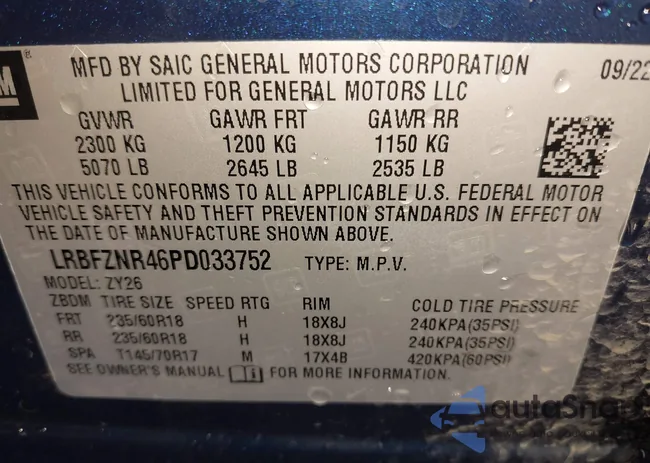 GM
MFD BY SAIC GENERAL MOTORS CORPORATION 09/22
LIMITED FOR GENERAL MOTORS LLC
GVWR GAWR FRT GAWR RR
2300 KG 1200 KG 1150 KG
5070 LB 2645 LB 2535 LB
THIS VEHICLE CONFORMS TO ALL APPLICABLE U.S. FEDERAL MOTOR
VEHICLE SAFETY AND THEFT PREVENTION STANDARDS IN EFFECT ON
THE DATE OF MANUFACTURE SHOWN ABOVE.
LRBFZNR46PD033752 TYPE: M.P.V.
MODEL: ZY26
ZBDM TIRE SIZE SPEED RTG RIM COLD TIRE PRESSURE
FRT 235/60R18 H 18X8J 240KPA(35PSI)
RR 235/60R18 H 18X8J 240KPA(35PSI)
SPA T145/70R17 M 17X4B 420KPA(60PSI)
SEE OWNER'S MANUAL FOR MORE INFORMATION.